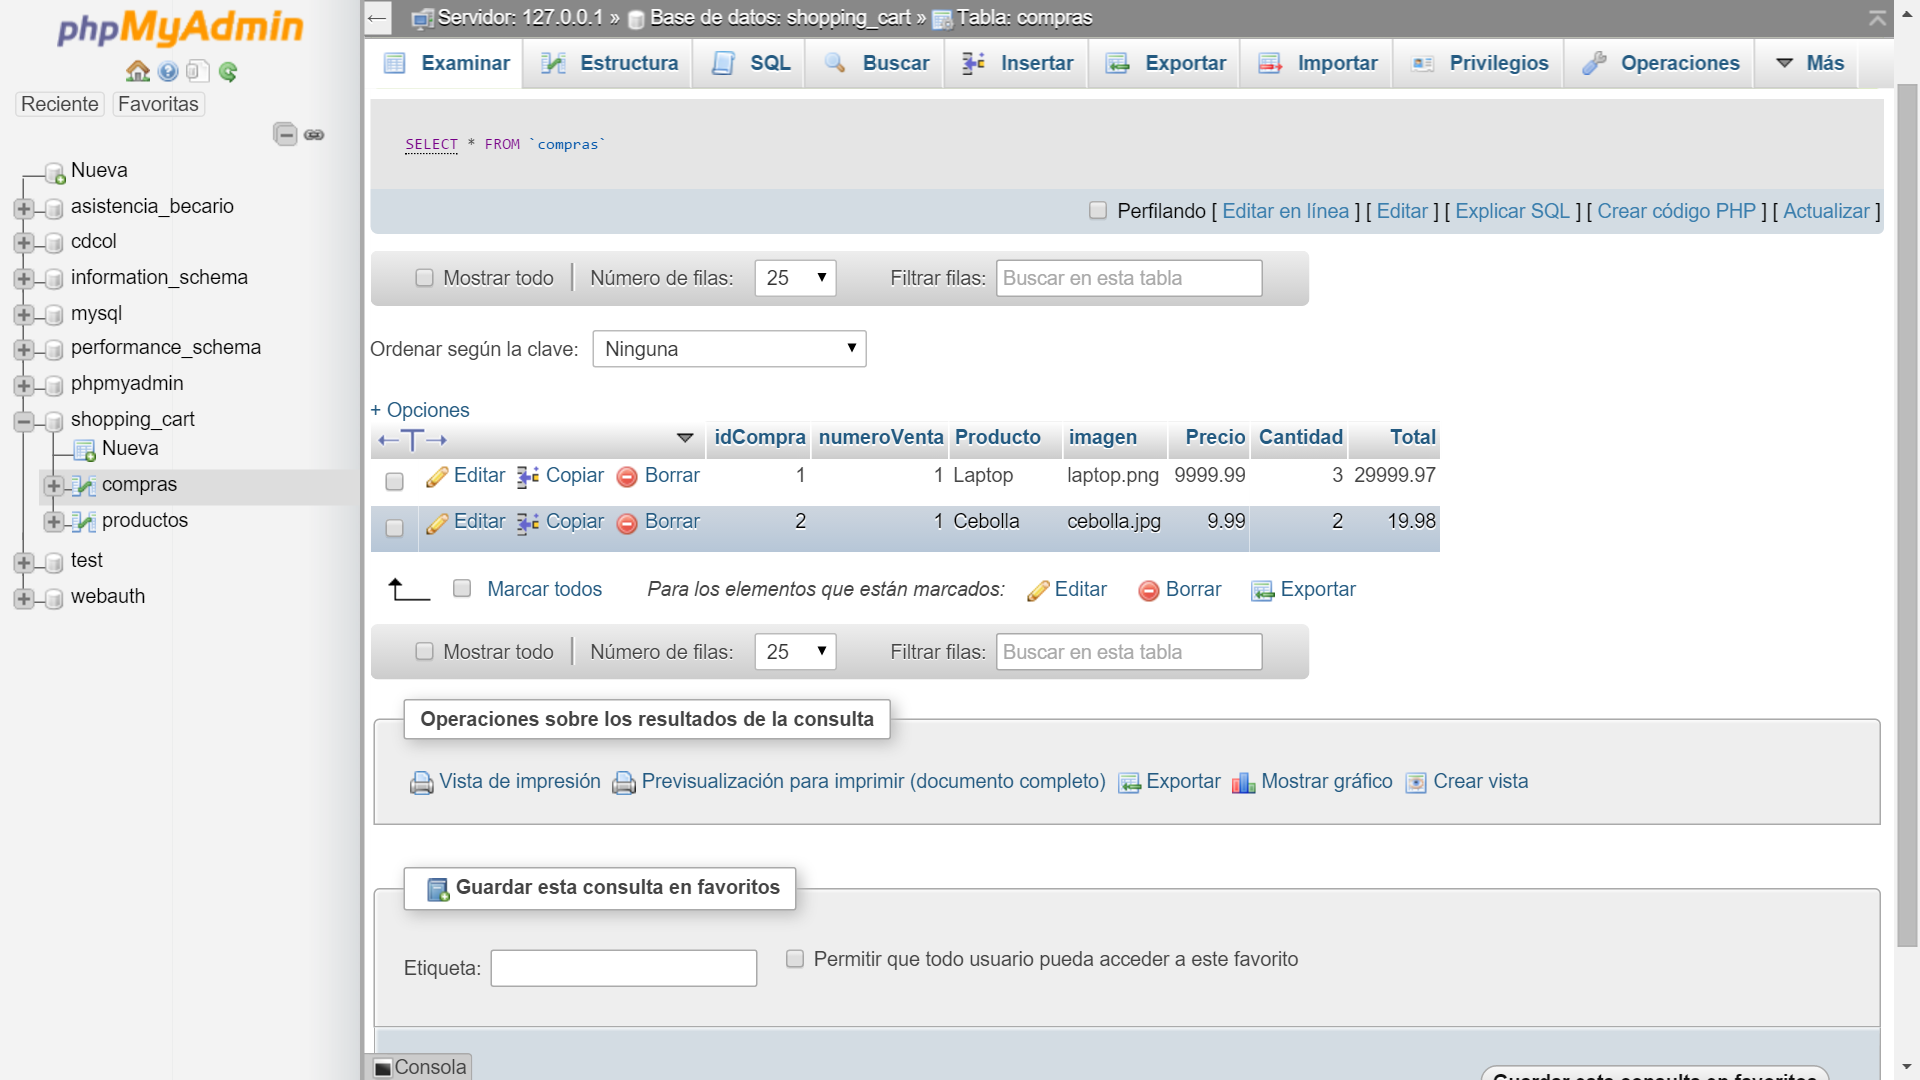 phpMyAdmin
Reciente Favoritas
Nueva
asistencia_becario
cdcol
information_schema
mysql
performance_schema
phpmyadmin
shopping_cart
Nueva
compras
productos
test
webauth
← Servidor: 127.0.0.1 » Base de datos: shopping_cart » Tabla: compras
Examinar Estructura SQL Buscar Insertar Exportar Importar Privilegios Operaciones Más
SELECT * FROM `compras`
Perfilando [ Editar en línea ] [ Editar ] [ Explicar SQL ] [ Crear código PHP ] [ Actualizar ]
Mostrar todo Número de filas: 25 Filtrar filas: Buscar en esta tabla
Ordenar según la clave: Ninguna
+ Opciones
←T→ idCompra numeroVenta Producto imagen Precio Cantidad Total
Editar Copiar Borrar 1 1 Laptop laptop.png 9999.99 3 29999.97
Editar Copiar Borrar 2 1 Cebolla cebolla.jpg 9.99 2 19.98
Marcar todos Para los elementos que están marcados: Editar Borrar Exportar
Mostrar todo Número de filas: 25 Filtrar filas: Buscar en esta tabla
Operaciones sobre los resultados de la consulta
Vista de impresión Previsualización para imprimir (documento completo) Exportar Mostrar gráfico Crear vista
Guardar esta consulta en favoritos
Etiqueta: Permitir que todo usuario pueda acceder a este favorito
Consola
Guardar esta consulta en favoritos